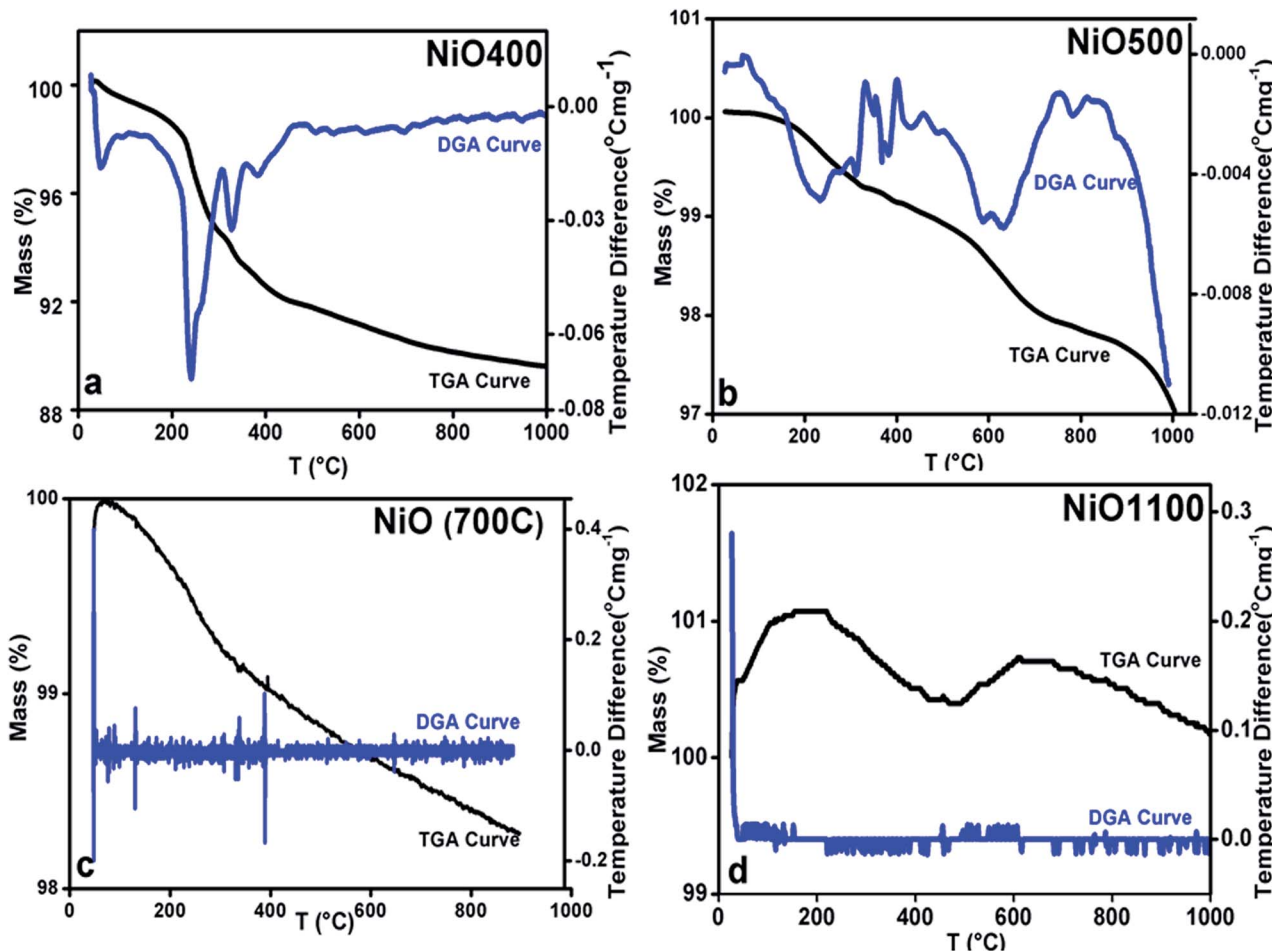 NiO400
100
96
92
88
Mass (%)
0.00
-0.03
-0.06
-0.08
Temperature Difference(°Cmg-1)
DGA Curve
TGA Curve
a
0
200
400
600
800
1000
T (°C)
NiO500
101
100
99
98
97
Mass (%)
0.000
-0.004
-0.008
-0.012
Temperature Difference(°Cmg-1)
DGA Curve
TGA Curve
b
0
200
400
600
800
1000
T (°C)
NiO (700C)
100
99
98
Mass (%)
0.4
0.2
0.0
-0.2
Temperature Difference(°Cmg-1)
DGA Curve
TGA Curve
c
0
200
400
600
800
1000
T (°C)
NiO1100
102
101
100
99
Mass (%)
0.3
0.2
0.1
0.0
Temperature Difference(°Cmg-1)
TGA Curve
DGA Curve
d
0
200
400
600
800
1000
T (°C)